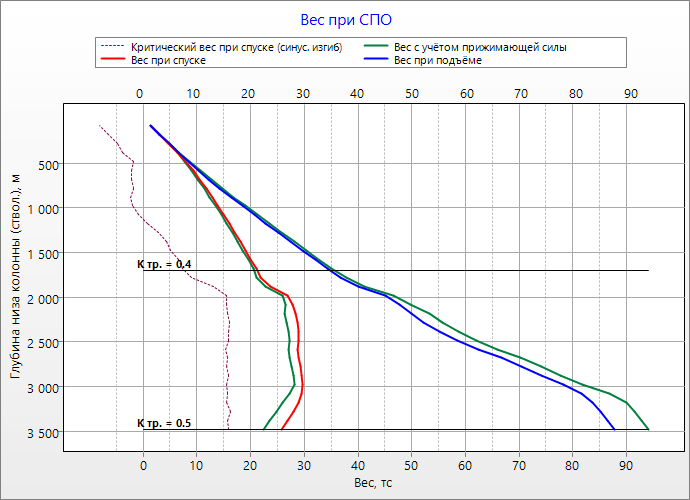 Вес при СПО
Критический вес при спуске (синус. изгиб)
Вес с учётом прижимающей силы
Вес при спуске
Вес при подъёме
0 10 20 30 40 50 60 70 80 90
500
1 000
1 500
К тр. = 0,4
2 000
2 500
3 000
К тр. = 0.5
3 500
0 10 20 30 40 50 60 70 80 90
Вес, тс
Глубина низа колонны (ствол.), м